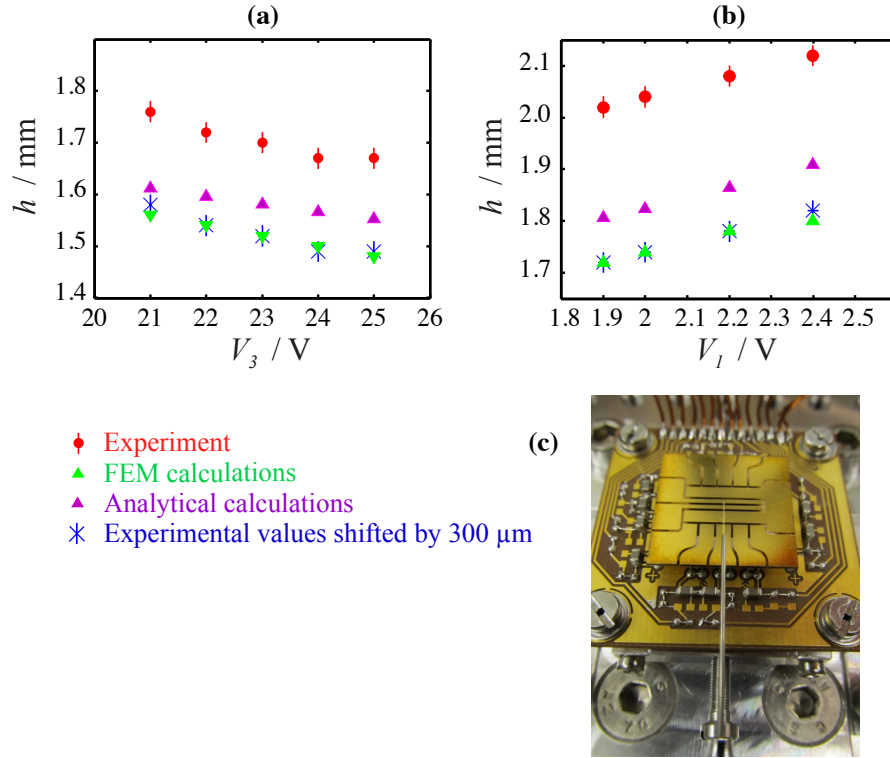 (a)
h / mm
1.8
1.7
1.6
1.5
1.4
20 21 22 23 24 25 26
V3 / V
(b)
h / mm
2.1
2.0
1.9
1.8
1.7
1.8 1.9 2 2.1 2.2 2.3 2.4 2.5
V1 / V
Experiment
FEM calculations
Analytical calculations
Experimental values shifted by 300 µm
(c)